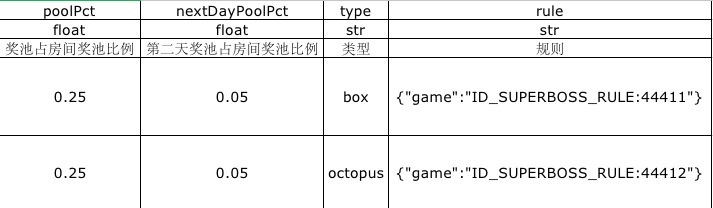 poolPct nextDayPoolPct type rule
float float str str
奖池占房间奖池比例 第二天奖池占房间奖池比例 类型 规则
0.25 0.05 box {"game":"ID_SUPERBOSS_RULE:44411"}
0.25 0.05 octopus {"game":"ID_SUPERBOSS_RULE:44412"}